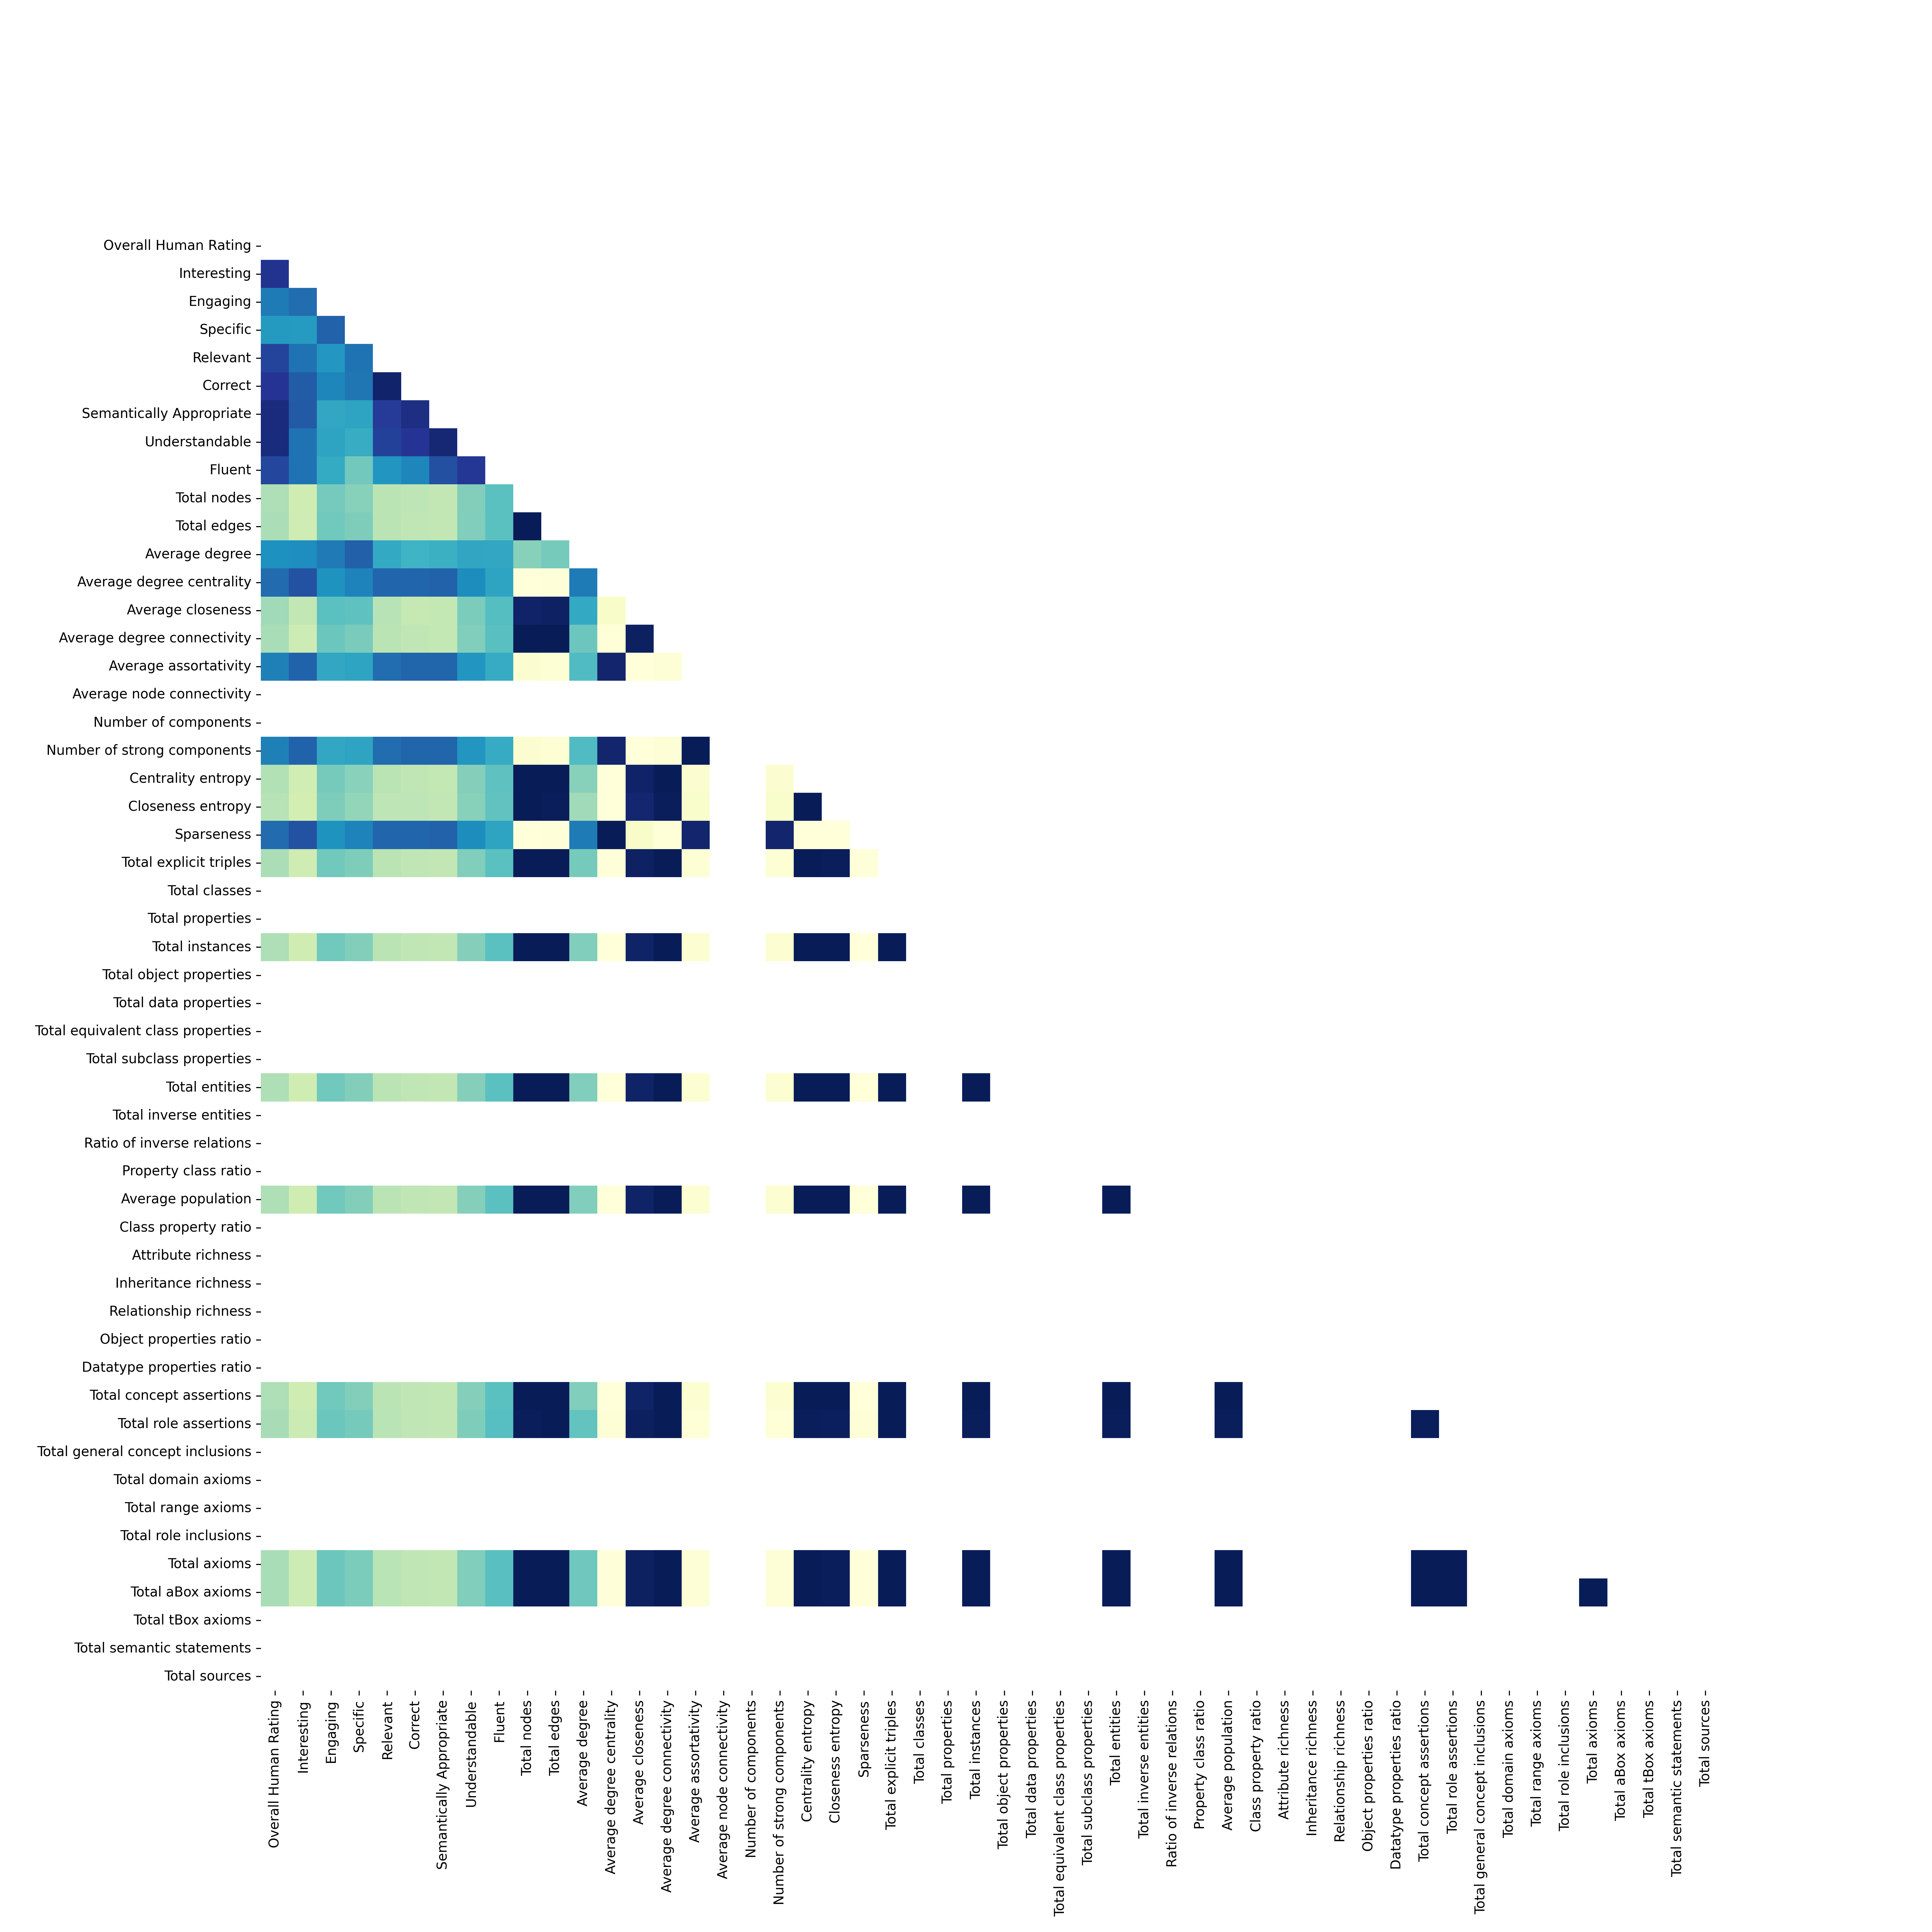 Overall Human Rating
Interesting
Engaging
Specific
Relevant
Correct
Semantically Appropriate
Understandable
Fluent
Total nodes
Total edges
Average degree
Average degree centrality
Average closeness
Average degree connectivity
Average assortativity
Average node connectivity
Number of components
Number of strong components
Centrality entropy
Closeness entropy
Sparseness
Total explicit triples
Total classes
Total properties
Total instances
Total object properties
Total data properties
Total equivalent class properties
Total subclass properties
Total entities
Total inverse entities
Ratio of inverse relations
Property class ratio
Average population
Class property ratio
Attribute richness
Inheritance richness
Relationship richness
Object properties ratio
Datatype properties ratio
Total concept assertions
Total role assertions
Total general concept inclusions
Total domain axioms
Total range axioms
Total role inclusions
Total axioms
Total aBox axioms
Total tBox axioms
Total semantic statements
Total sources
Overall Human Rating
Interesting
Engaging
Specific
Relevant
Correct
Semantically Appropriate
Understandable
Fluent
Total nodes
Total edges
Average degree
Average degree centrality
Average closeness
Average degree connectivity
Average assortativity
Average node connectivity
Number of components
Number of strong components
Centrality entropy
Closeness entropy
Sparseness
Total explicit triples
Total classes
Total properties
Total instances
Total object properties
Total data properties
Total equivalent class properties
Total subclass properties
Total entities
Total inverse entities
Ratio of inverse relations
Property class ratio
Average population
Class property ratio
Attribute richness
Inheritance richness
Relationship richness
Object properties ratio
Datatype properties ratio
Total concept assertions
Total role assertions
Total general concept inclusions
Total domain axioms
Total range axioms
Total role inclusions
Total axioms
Total aBox axioms
Total tBox axioms
Total semantic statements
Total sources